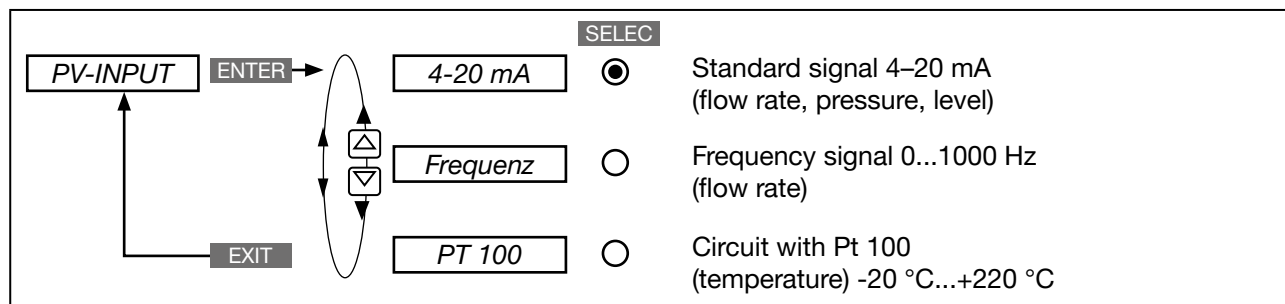 SELEC
PV-INPUT ENTER 4-20 mA Standard signal 4–20 mA
(flow rate, pressure, level)
Frequenz Frequency signal 0...1000 Hz
(flow rate)
EXIT PT 100 Circuit with Pt 100
(temperature) -20 °C...+220 °C